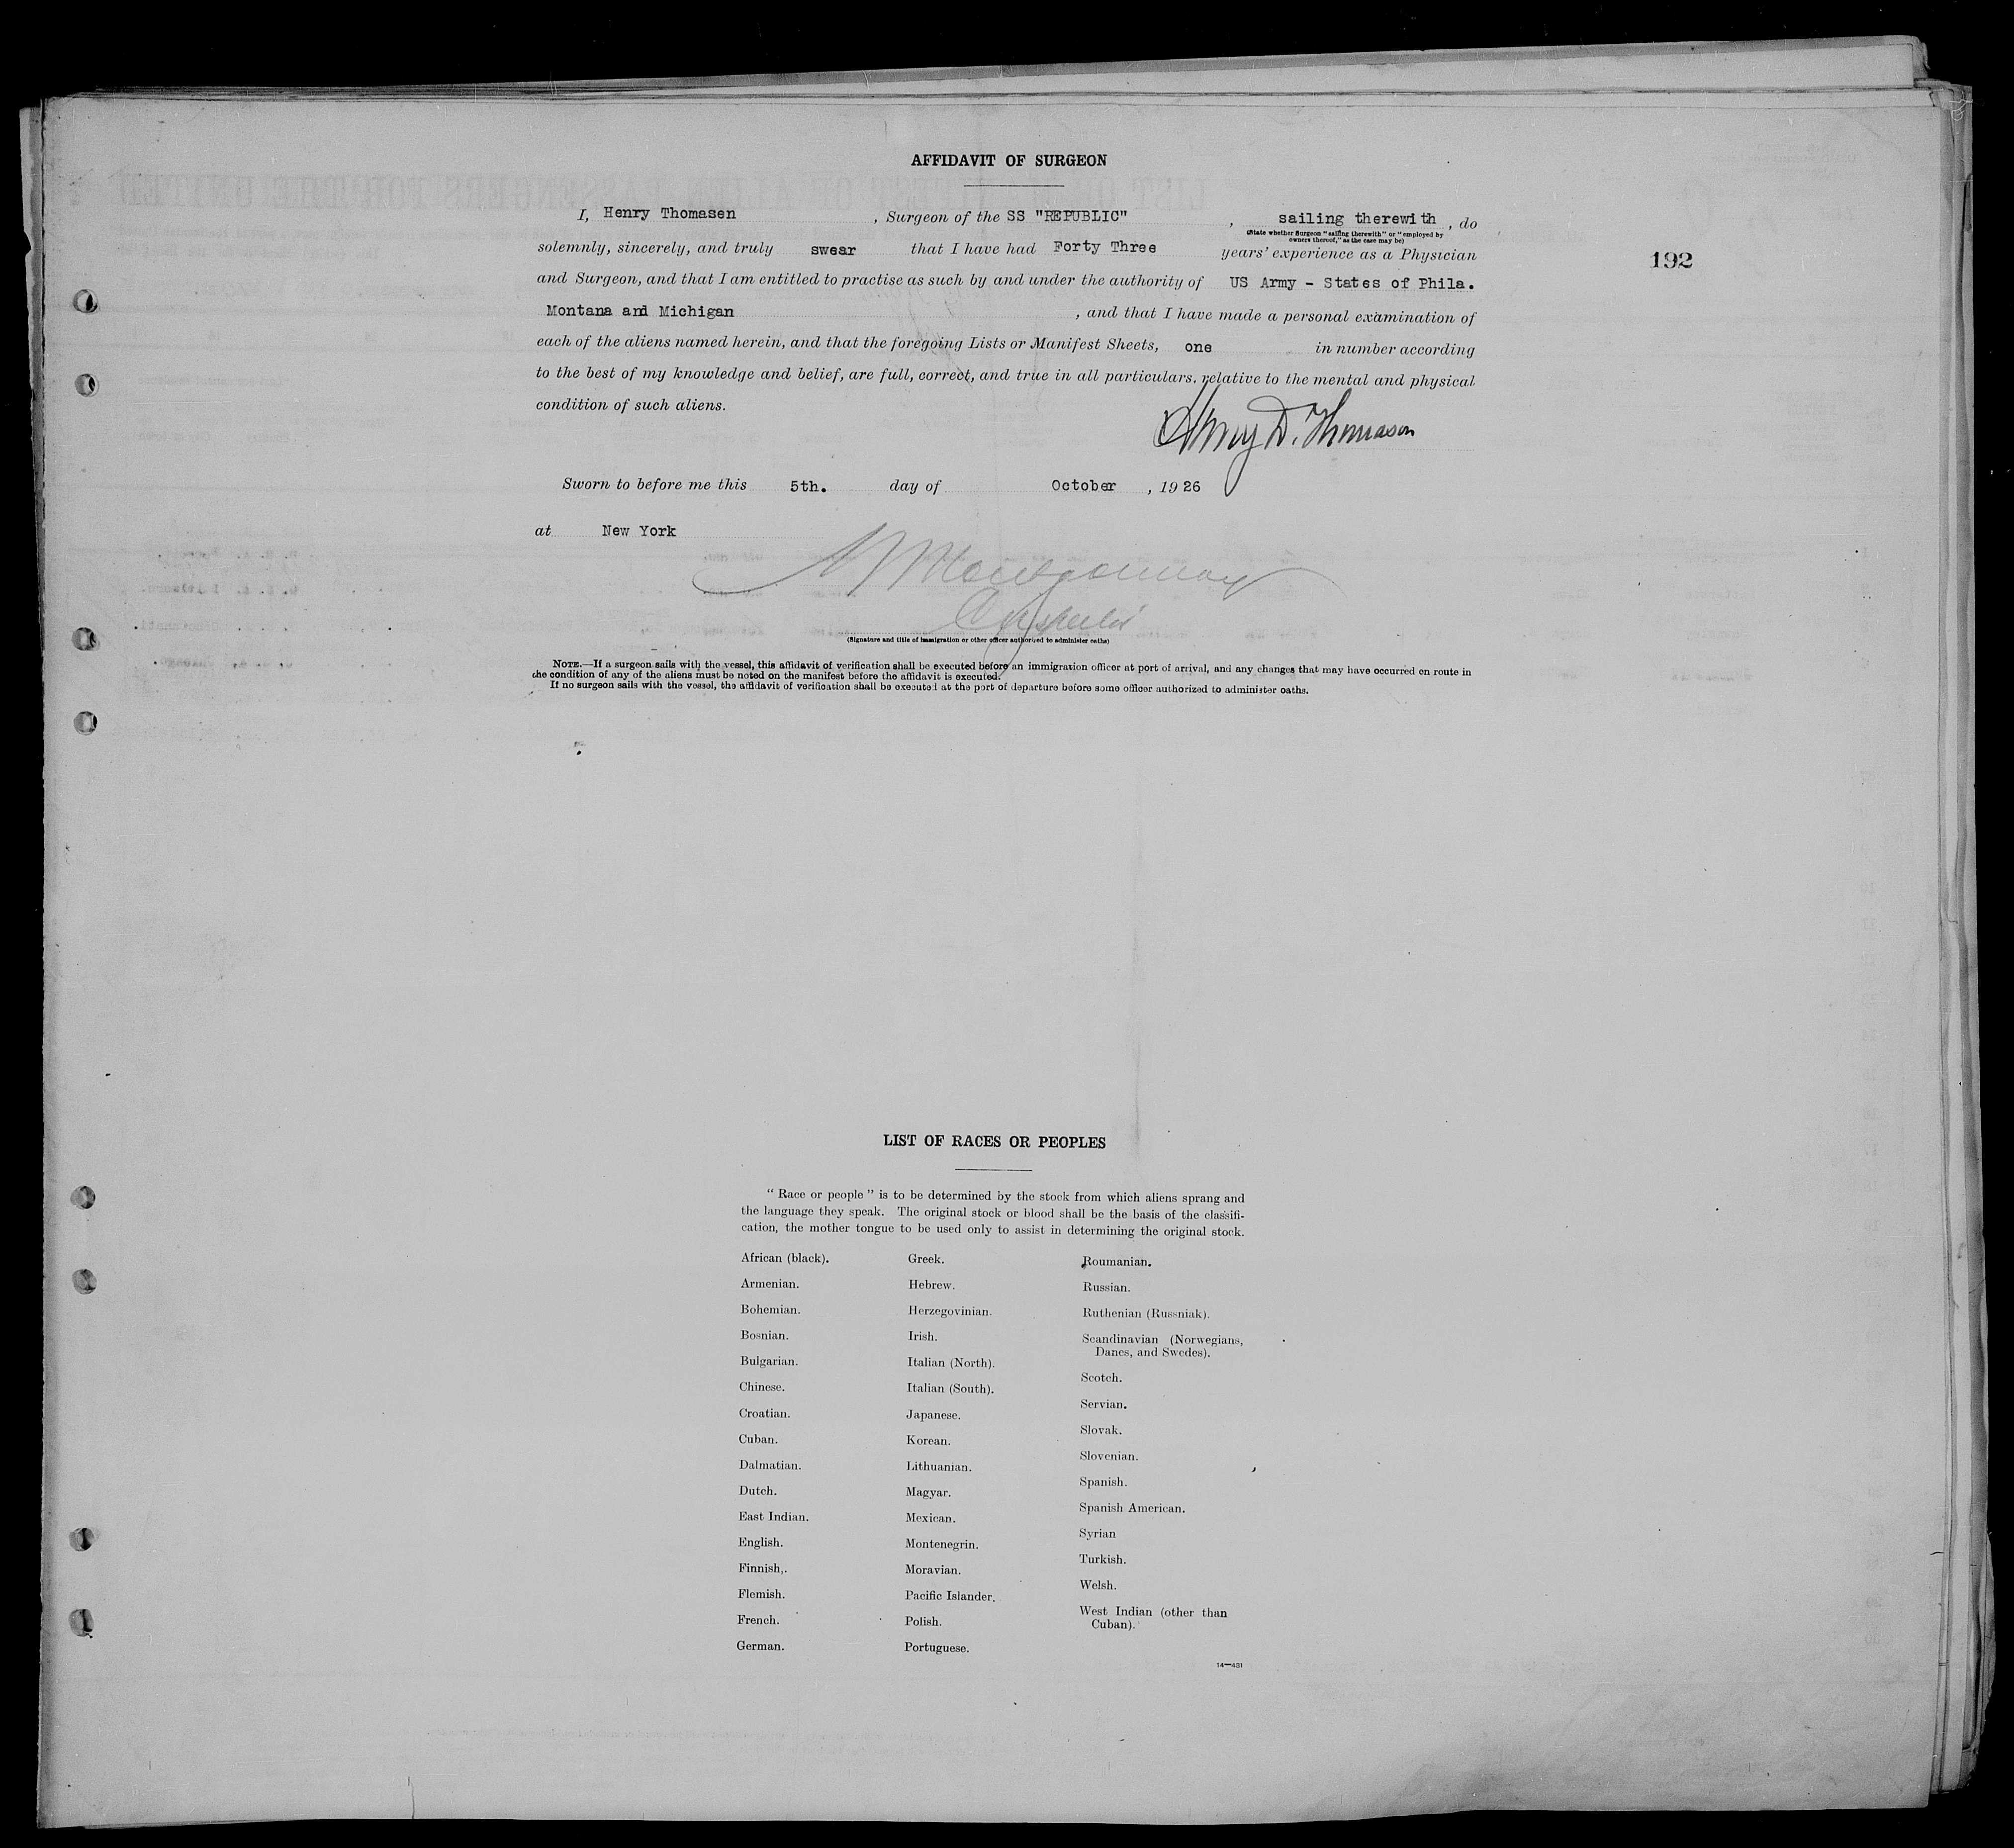 AFFIDAVIT OF SURGEON
I, Henry Thomasen, Surgeon of the SS "REPUBLIC", sailing therewith, do
(State whether Surgeon "sailing therewith" or "employed by
owners thereof," as the case may be)
solemnly, sincerely, and truly swear that I have had Forty Three years' experience as a Physician
192
and Surgeon, and that I am entitled to practise as such by and under the authority of US Army - States of Phila.
Montana and Michigan, and that I have made a personal examination of
each of the aliens named herein, and that the foregoing Lists or Manifest Sheets, one in number according
to the best of my knowledge and belief, are full, correct, and true in all particulars, relative to the mental and physical
condition of such aliens.
Henry D. Thomason
Sworn to before me this 5th. day of October, 1926
at New York
Montgomery
(Signature and title of immigration or other officer authorized to administer oaths)
NOTE.—If a surgeon sails with the vessel, this affidavit of verification shall be executed before an immigration officer at port of arrival, and any changes that may have occurred en route in
the condition of any of the aliens must be noted on the manifest before the affidavit is executed.
If no surgeon sails with the vessel, the affidavit of verification shall be executed at the port of departure before some officer authorized to administer oaths.
LIST OF RACES OR PEOPLES
"Race or people" is to be determined by the stock from which aliens sprang and
the language they speak. The original stock or blood shall be the basis of the classifi-
cation, the mother tongue to be used only to assist in determining the original stock.
African (black).
Armenian.
Bohemian.
Bosnian.
Bulgarian.
Chinese.
Croatian.
Cuban.
Dalmatian.
Dutch.
East Indian.
English.
Finnish.
Flemish.
French.
German.
Greek.
Hebrew.
Herzegovinian.
Irish.
Italian (North).
Italian (South).
Japanese.
Korean.
Lithuanian.
Magyar.
Mexican.
Montenegrin.
Moravian.
Pacific Islander.
Polish.
Portuguese.
Roumanian.
Russian.
Ruthenian (Russniak).
Scandinavian (Norwegians,
Danes, and Swedes).
Scotch.
Servian.
Slovak.
Slovenian.
Spanish.
Spanish American.
Syrian
Turkish.
Welsh.
West Indian (other than
Cuban).
14—431